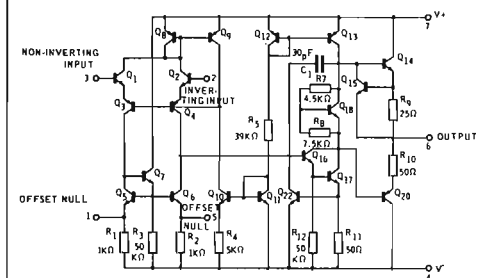 V+
7
Q8
Q9
Q12
Q13
30pF
C1
Q14
NON-INVERTING
INPUT
3
Q1
Q2
2
INVER-
TING INPUT
R7
4.5KΩ
Q15
Q3
Q4
Q18
R9
25Ω
R5
39KΩ
R8
7.5KΩ
OUTPUT
6
Q16
R10
50Ω
Q7
Q17
OFFSET NULL
Q5
Q6
Q10
Q11
Q22
Q20
1
OFFSET
5
NULL
R1
1KΩ
R3
50
KΩ
R2
1KΩ
R4
5KΩ
R12
50
KΩ
R11
50Ω
V-
4